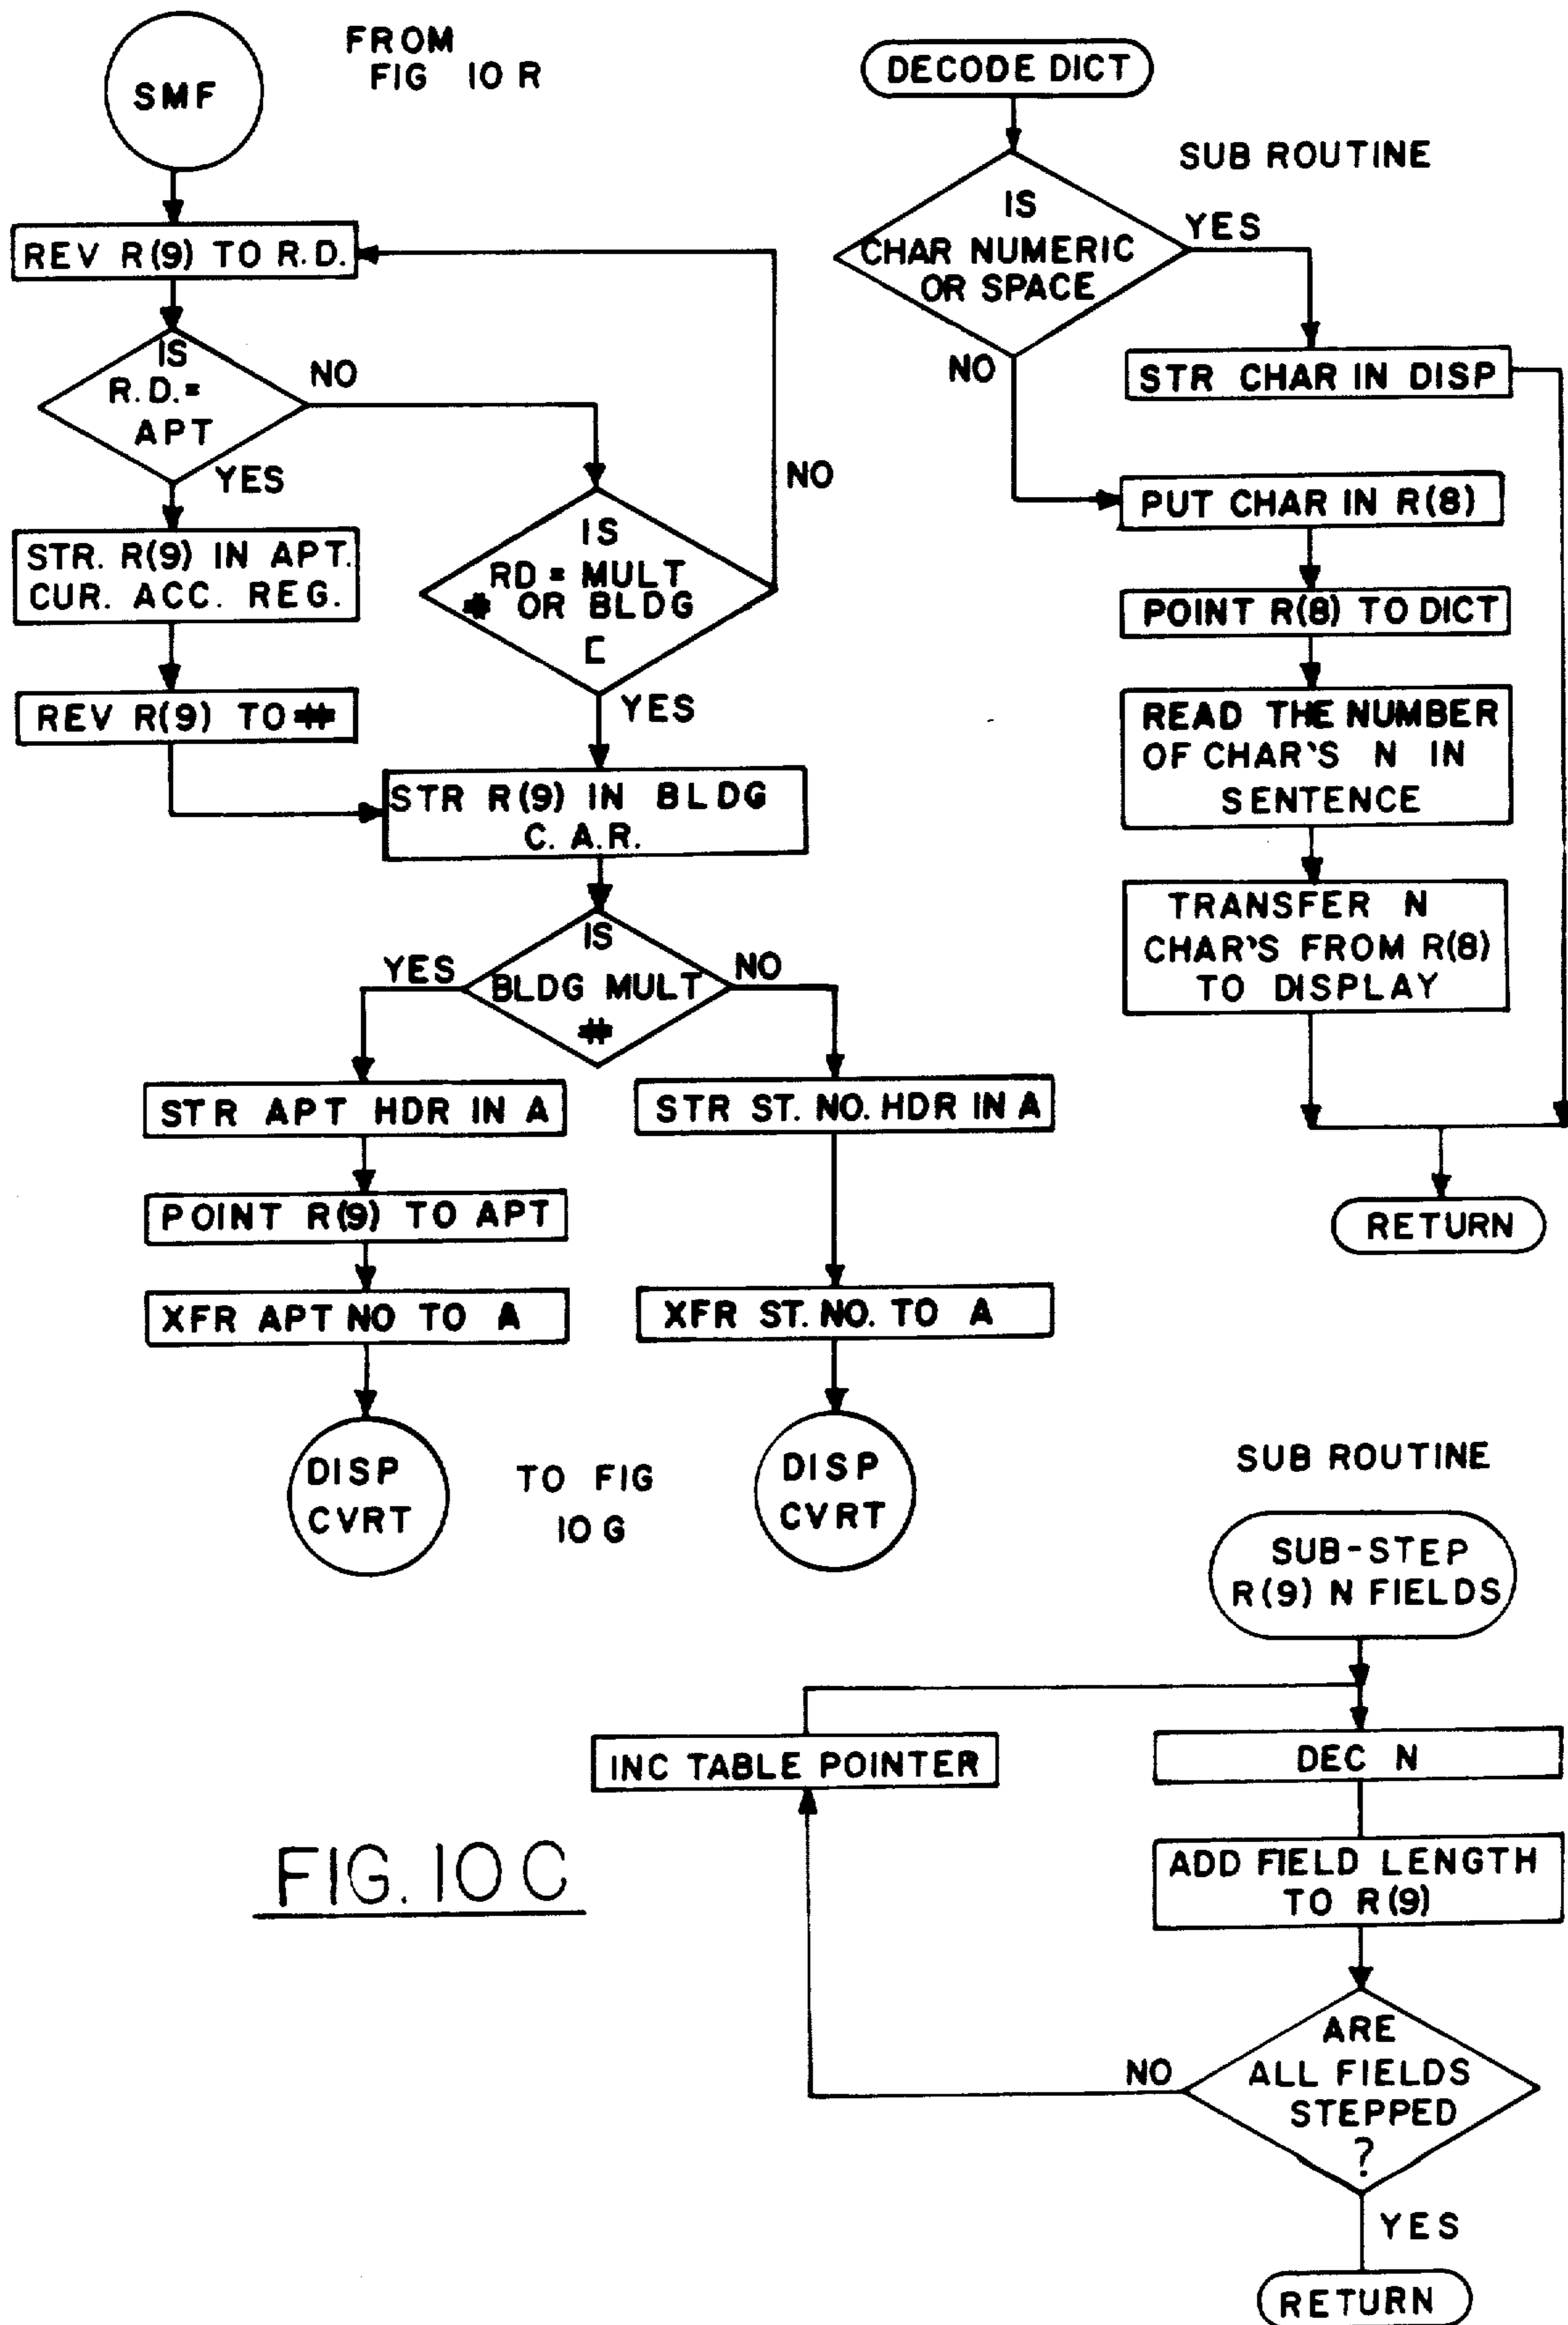 FROM
FIG 10 R
SMF
REV R(9) TO R.D.
IS
R.D.=
APT
NO
YES
STR. R(9) IN APT.
CUR. ACC. REG.
REV R(9) TO #
IS
RD = MULT
# OR BLDG
[
NO
YES
STR R(9) IN BLDG
C. A.R.
IS
BLDG MULT
#
YES
NO
STR APT HDR IN A
POINT R(9) TO APT
XFR APT NO TO A
DISP
CVRT
STR ST. NO. HDR IN A
XFR ST. NO. TO A
DISP
CVRT
TO FIG
10 G
DECODE DICT
SUB ROUTINE
IS
CHAR NUMERIC
OR SPACE
YES
NO
STR CHAR IN DISP
PUT CHAR IN R(8)
POINT R(8) TO DICT
READ THE NUMBER
OF CHAR'S N IN
SENTENCE
TRANSFER N
CHAR'S FROM R(8)
TO DISPLAY
RETURN
SUB ROUTINE
SUB-STEP
R(9) N FIELDS
INC TABLE POINTER
DEC N
ADD FIELD LENGTH
TO R(9)
ARE
ALL FIELDS
STEPPED
?
NO
YES
RETURN
FIG. 10 C